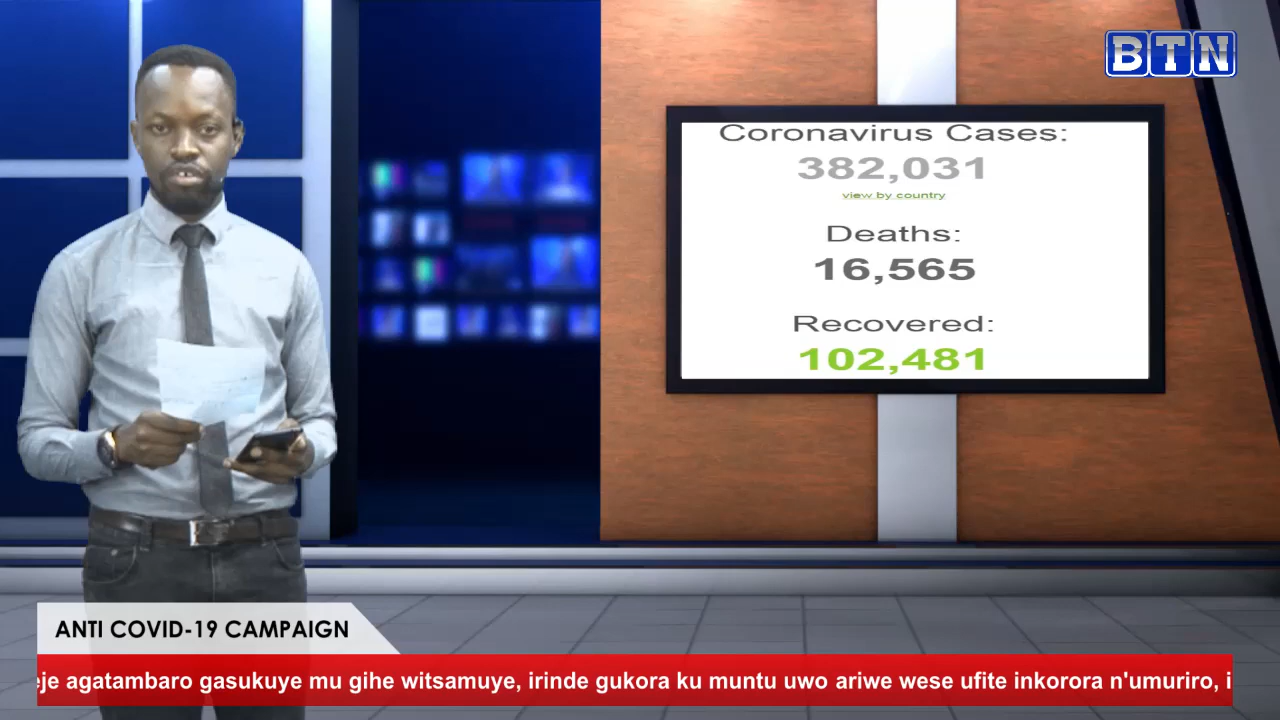 BTN
Coronavirus Cases:
382,031
view by country
Deaths:
16,565
Recovered:
102,481
ANTI COVID-19 CAMPAIGN
eje agatambaro gasukuye mu gihe witsamuye, irinde gukora ku muntu uwo ariwe wese ufite inkorora n'umuriro, i